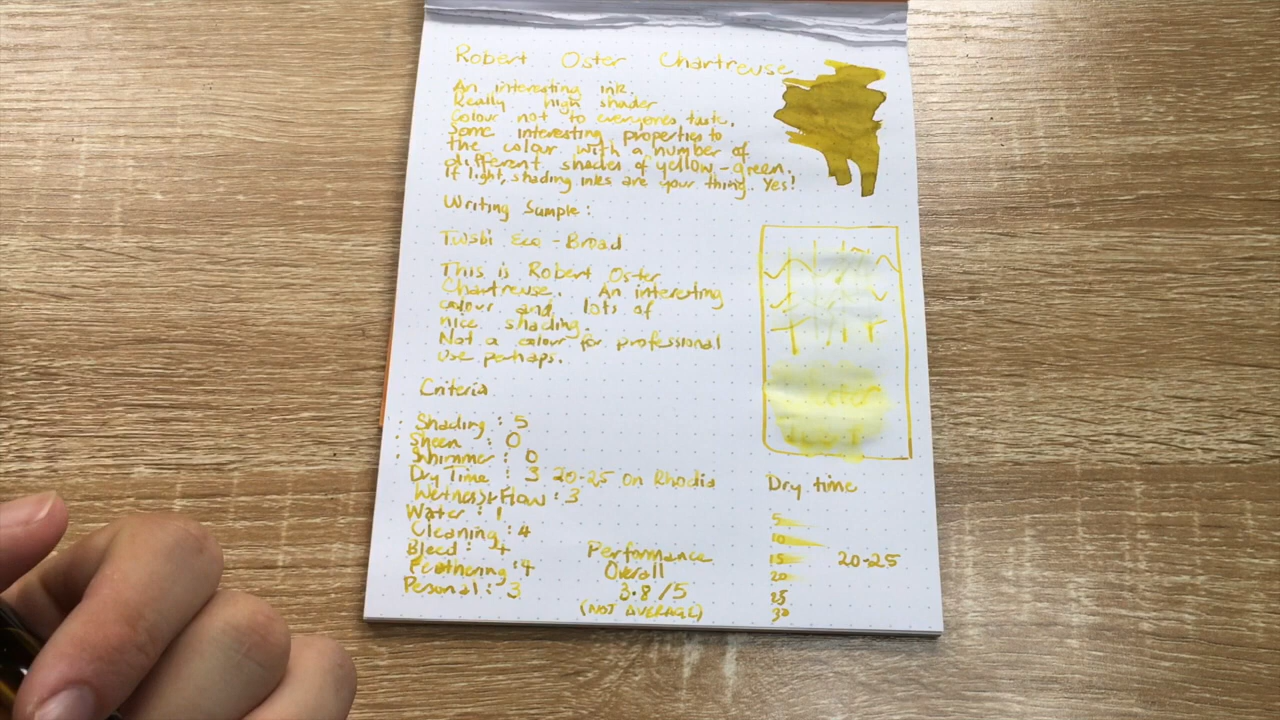 Robert Oster Chartreuse
An interesting ink.
Really high shader
Colour not to everyones taste.
Some interesting properties to
the colour with a number of
different shades of yellow-green.
If light, shading inks are your thing. Yes!
Writing Sample:
Twsbi Eco - Broad
This is Robert Oster
Chartreuse. An interesting
colour and lots of
nice shading.
Not a colour for professional
use perhaps.
Criteria
Shading: 5
Sheen: 0
Shimmer: 0
Dry Time: 3 20-25 on Rhodia
Wetness/Flow: 3
Water: 1
Cleaning: 4
Bleed: 4
Feathering: 4
Personal: 3
Performance
Overall
3.8/5
(NOT AVERAGE)
Dry time
5
10
15
20
25
30
20-25